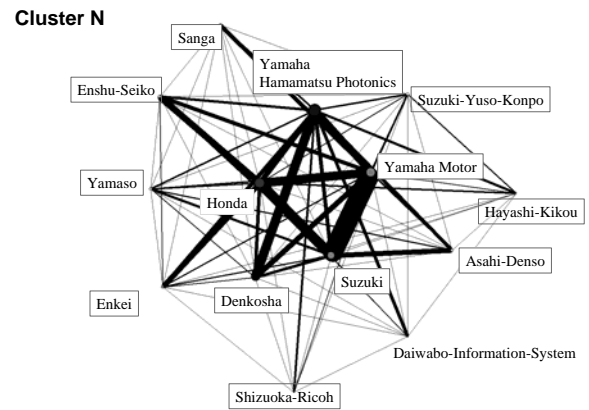 Cluster N
Sanga
Yamaha
Hamamatsu Photonics
Enshu-Seiko
Suzuki-Yuso-Konpo
Yamaha Motor
Yamaso
Honda
Hayashi-Kikou
Asahi-Denso
Suzuki
Enkei
Denkosha
Daiwabo-Information-System
Shizuoka-Ricoh